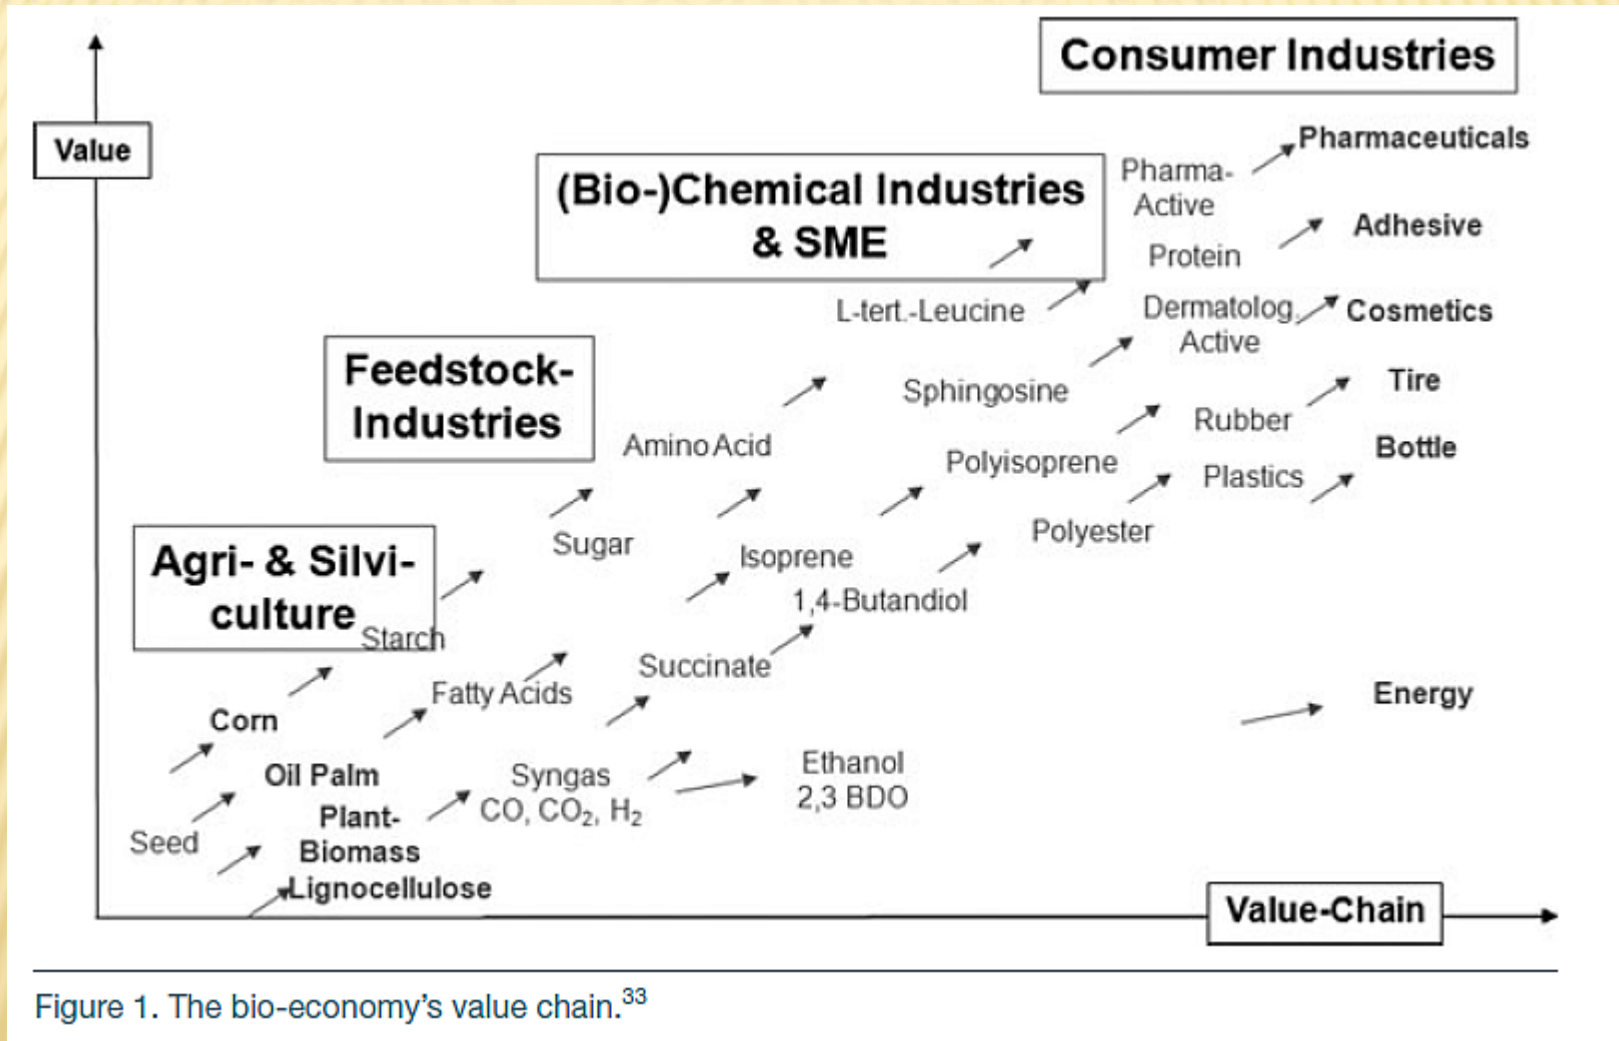 Consumer Industries
Value
Pharmaceuticals
(Bio-)Chemical Industries
& SME
Pharma-
Active
Adhesive
Protein
L-tert.-Leucine
Dermatolog.
Active
Cosmetics
Feedstock-
Industries
Tire
Sphingosine
Rubber
Amino Acid
Bottle
Polyisoprene
Plastics
Polyester
Sugar
Isoprene
Agri- & Silvi-
culture
1,4-Butandiol
Starch
Succinate
Fatty Acids
Energy
Corn
Oil Palm
Syngas
CO, CO₂, H₂
Ethanol
2,3 BDO
Plant-
Biomass
Seed
Lignocellulose
Value-Chain
Figure 1. The bio-economy's value chain.³³